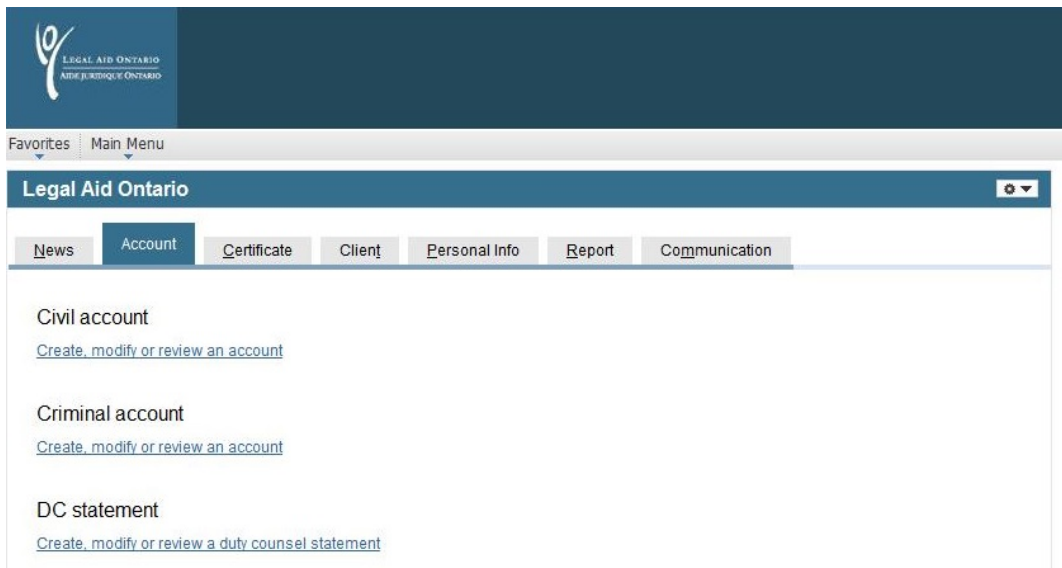 LEGAL AID ONTARIO
AIDE JURIDIQUE ONTARIO
Favorites Main Menu
Legal Aid Ontario
News Account Certificate Client Personal Info Report Communication
Civil account
Create, modify or review an account
Criminal account
Create, modify or review an account
DC statement
Create, modify or review a duty counsel statement